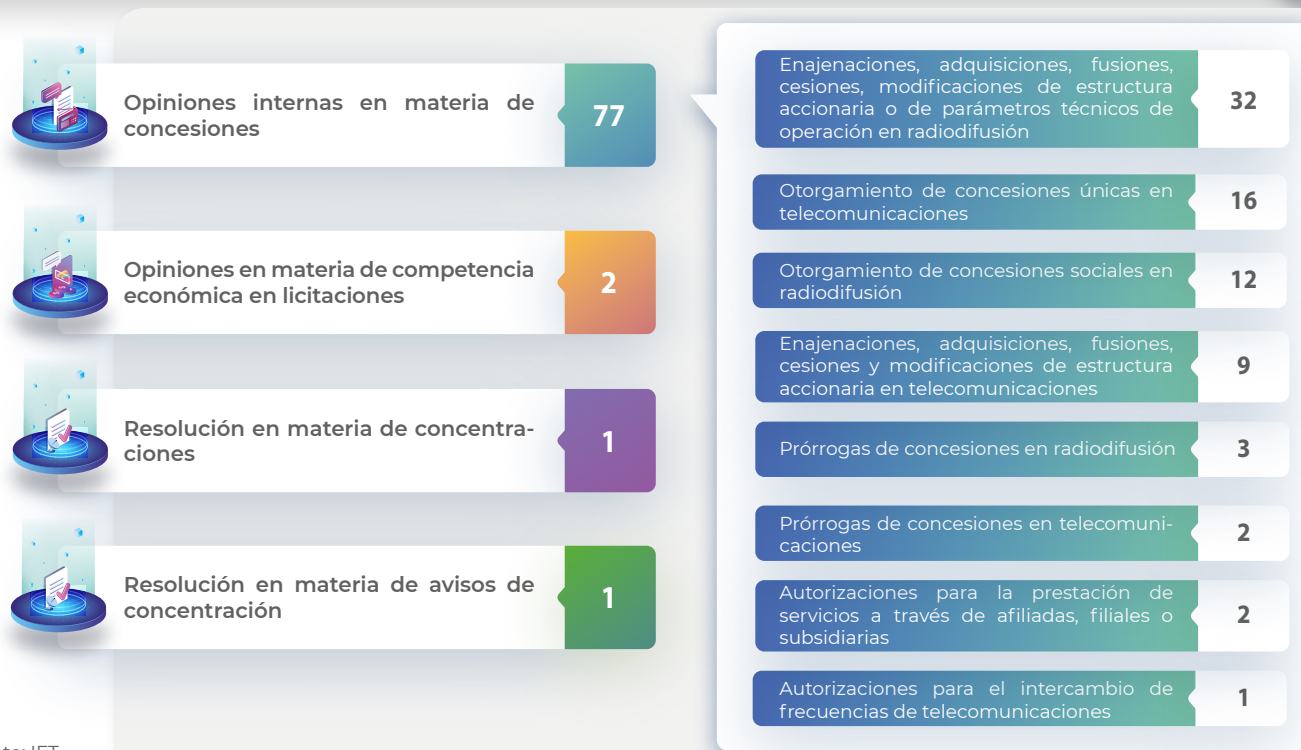 Opiniones internas en materia de
concesiones
77
Opiniones en materia de competencia
económica en licitaciones
2
Resolución en materia de concentra-
ciones
1
Resolución en materia de avisos de
concentración
1
Enajenaciones, adquisiciones, fusiones,
cesiones, modificaciones de estructura
accionaria o de parámetros técnicos de
operación en radiodifusión
32
Otorgamiento de concesiones únicas en
telecomunicaciones
16
Otorgamiento de concesiones sociales en
radiodifusión
12
Enajenaciones, adquisiciones, fusiones,
cesiones y modificaciones de estructura
accionaria en telecomunicaciones
9
Prórrogas de concesiones en radiodifusión
3
Prórrogas de concesiones en telecomuni-
caciones
2
Autorizaciones para la prestación de
servicios a través de afiliadas, filiales o
subsidiarias
2
Autorizaciones para el intercambio de
frecuencias de telecomunicaciones
1